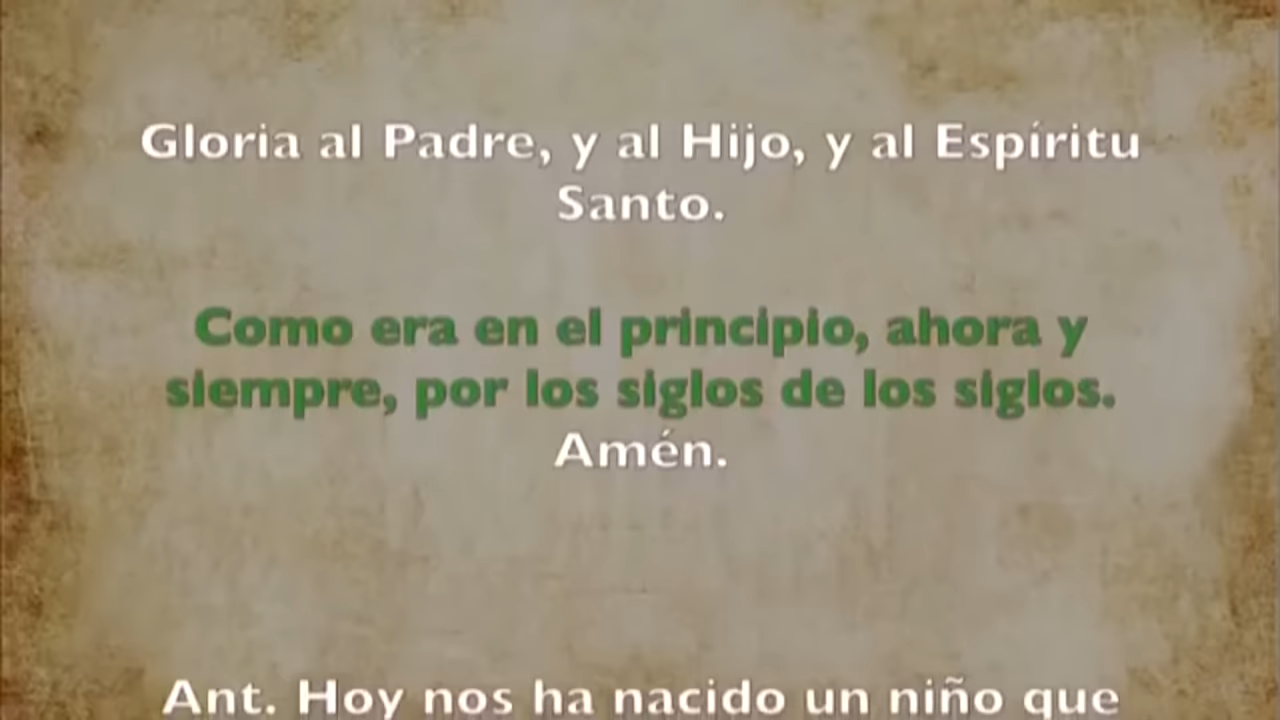 Gloria al Padre, y al Hijo, y al Espíritu
Santo.
Como era en el principio, ahora y
siempre, por los siglos de los siglos.
Amén.
Ant. Hoy nos ha nacido un niño que